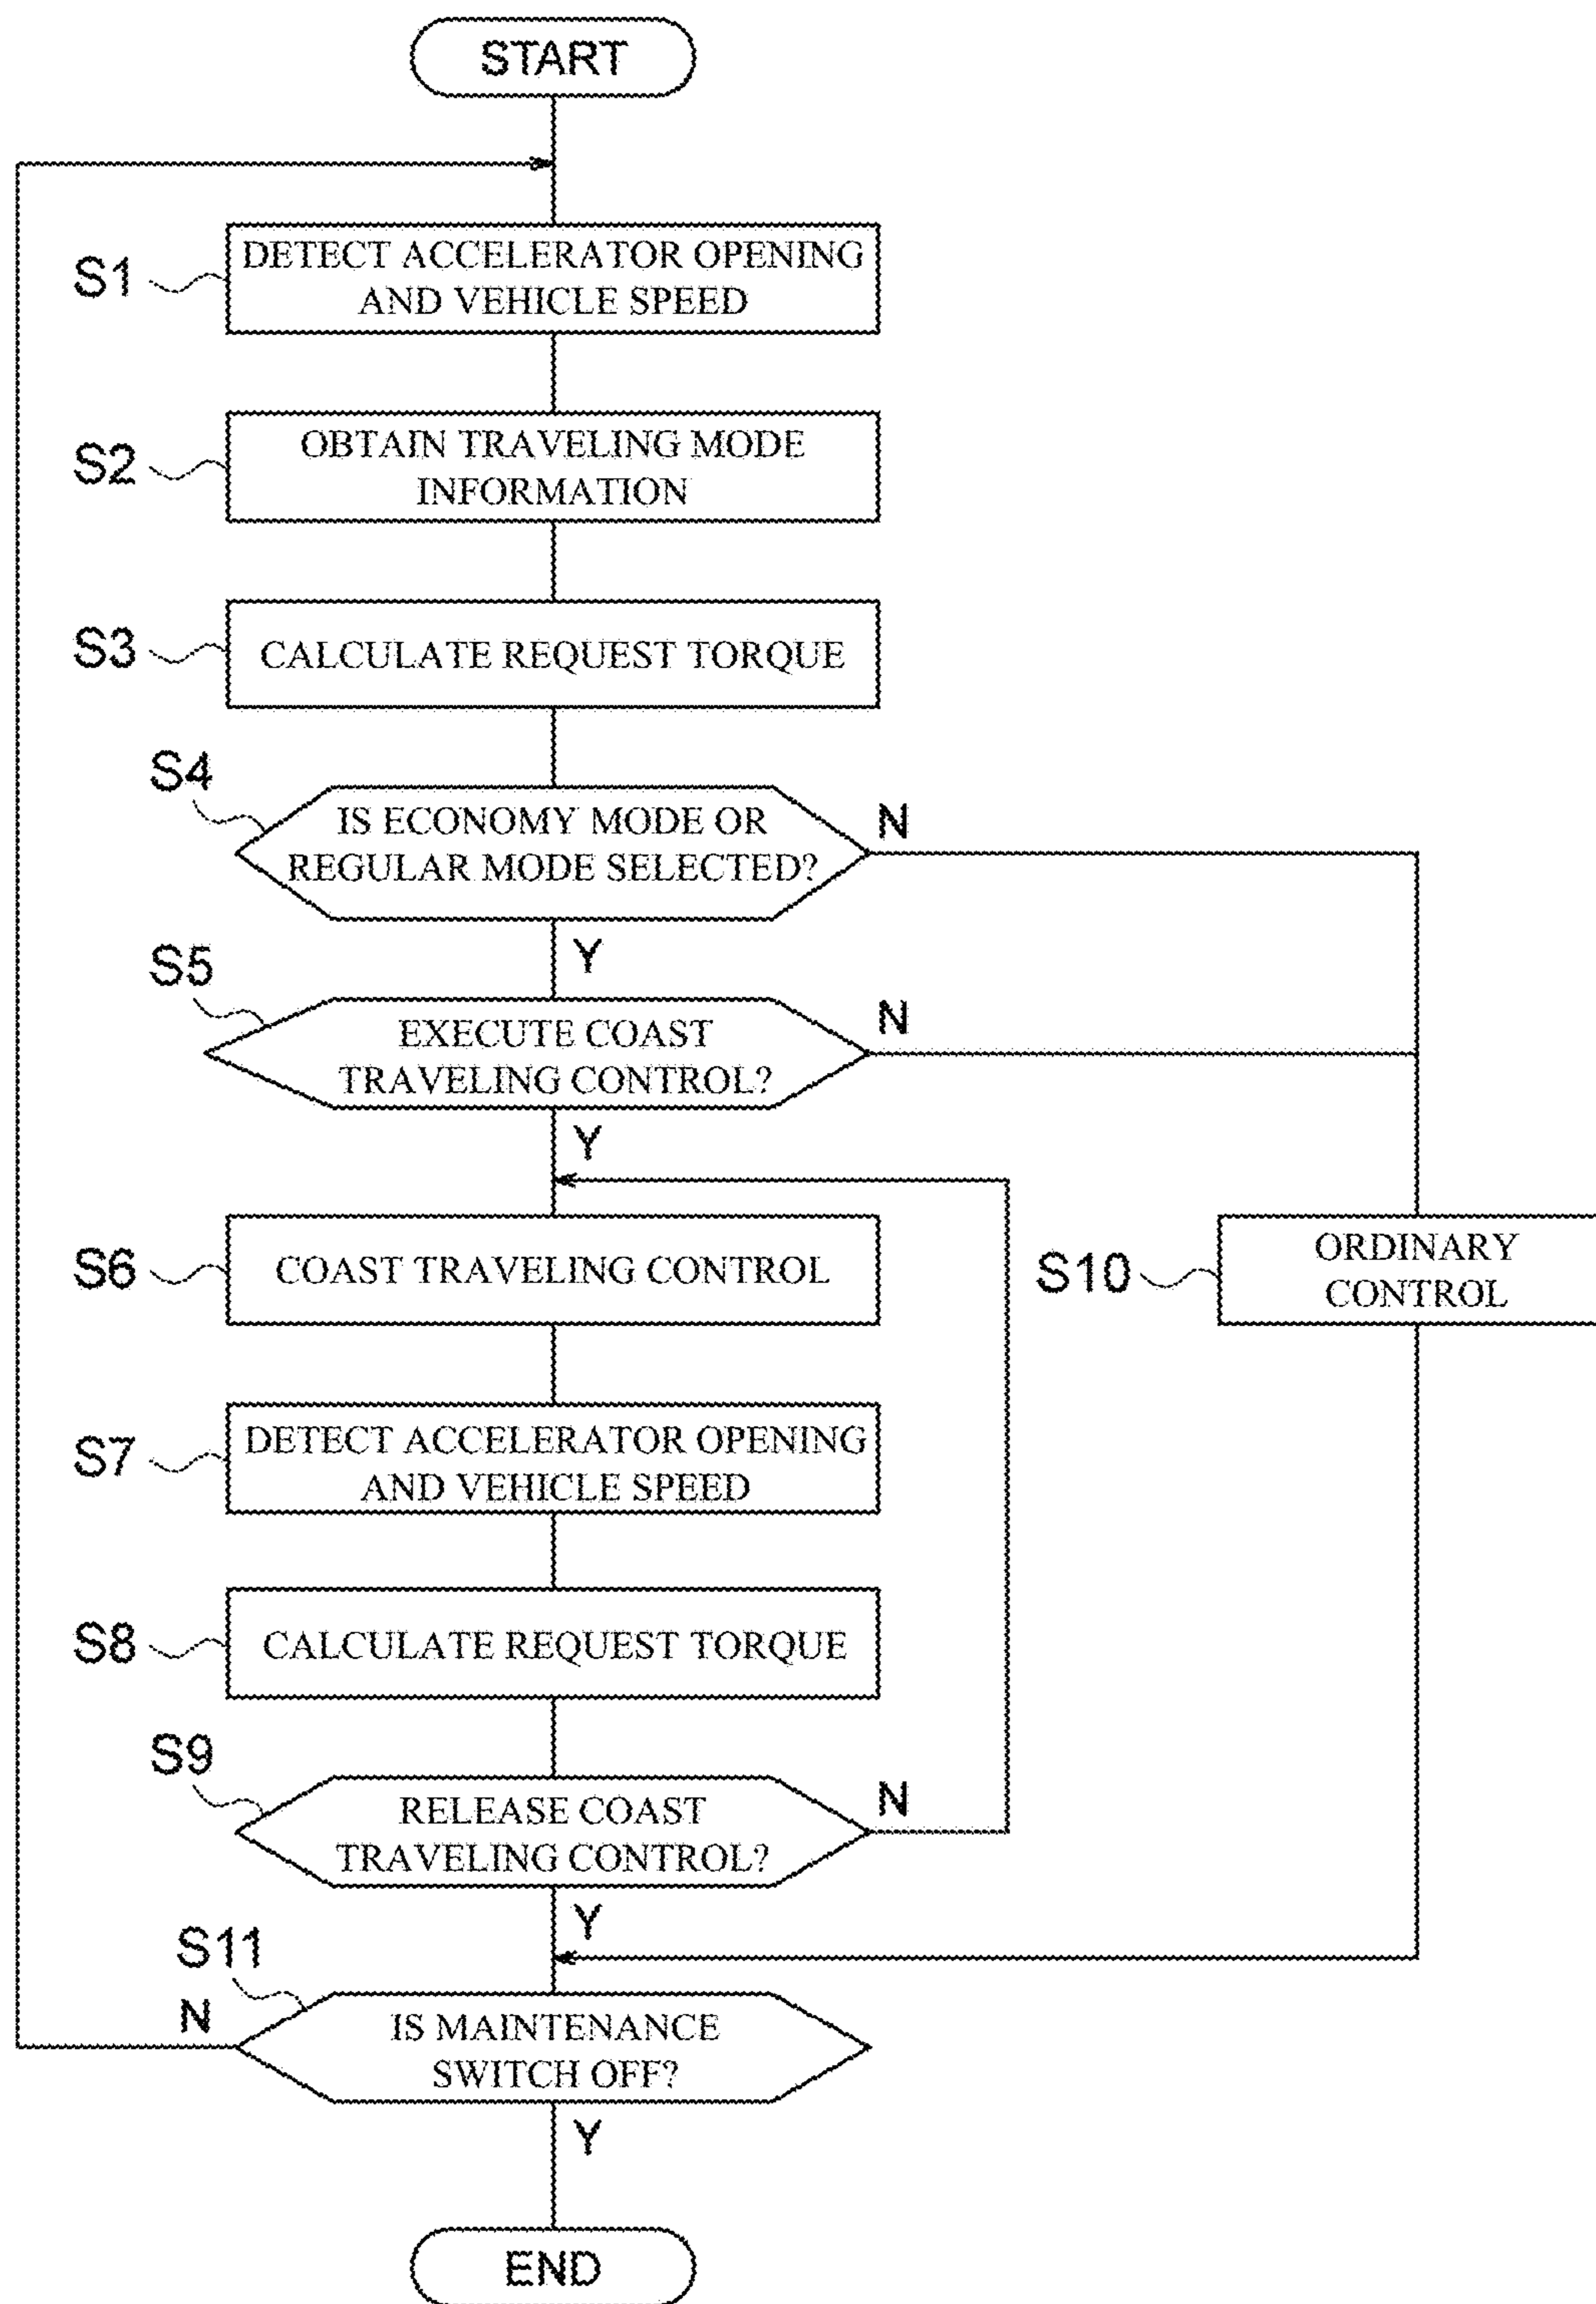 START
S1
DETECT ACCELERATOR OPENING
AND VEHICLE SPEED
S2
OBTAIN TRAVELING MODE
INFORMATION
S3
CALCULATE REQUEST TORQUE
S4
IS ECONOMY MODE OR
REGULAR MODE SELECTED?
N
Y
S5
EXECUTE COAST
TRAVELING CONTROL?
N
Y
S6
COAST TRAVELING CONTROL
S10
ORDINARY
CONTROL
S7
DETECT ACCELERATOR OPENING
AND VEHICLE SPEED
S8
CALCULATE REQUEST TORQUE
S9
RELEASE COAST
TRAVELING CONTROL?
N
Y
S11
N
IS MAINTENANCE
SWITCH OFF?
Y
END